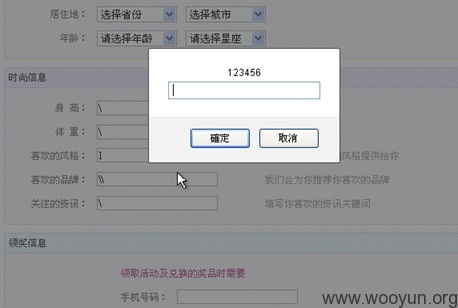 居住地： 选择省份 选择城市
年龄： 请选择年龄 请选择星座
123456
时尚信息
确定 取消
身 高： \
体 重： \
喜欢的风格： 1 风格提供给你
喜欢的品牌： \\ 我们会为你推荐你喜欢的品牌
关注的资讯： \ 填写你喜欢的资讯关键词
领奖信息
领取活动及兑换的奖品时需要
手机号码：
www.wooyun.org